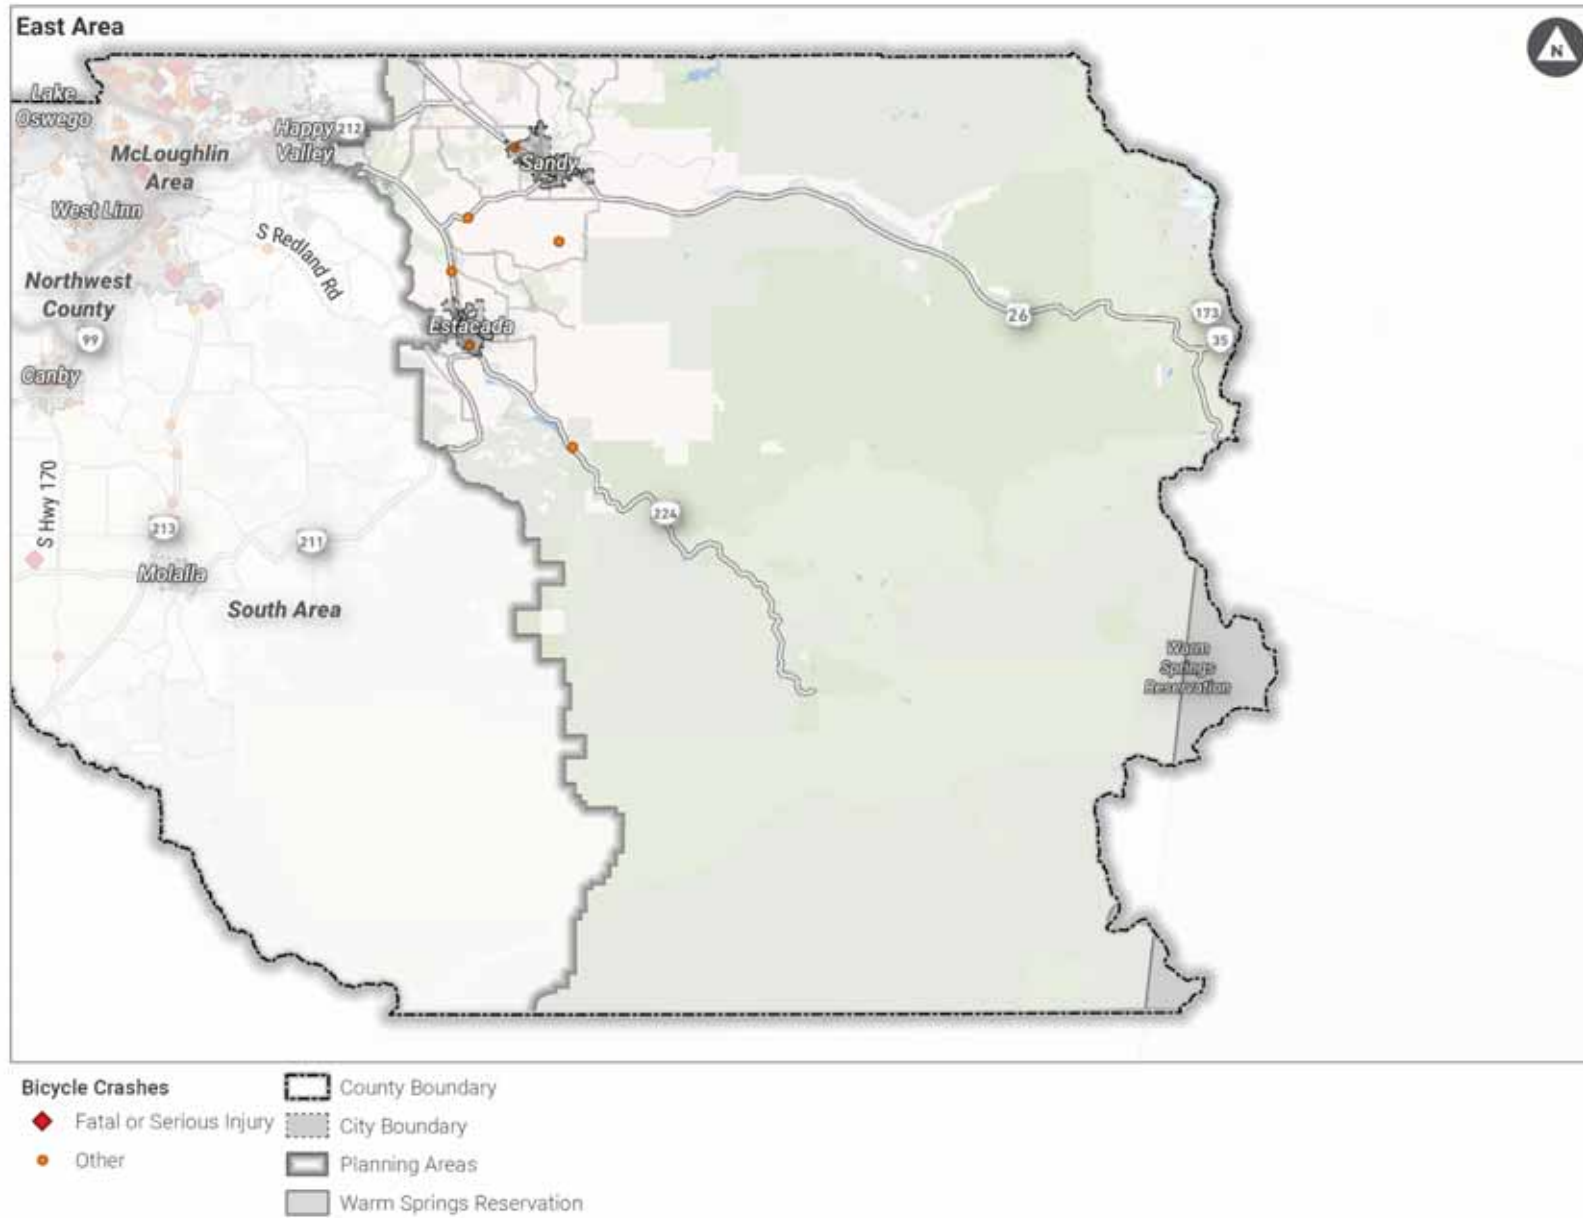 East Area
N
Lake
Oswego
Happy
Valley
212
McLoughlin
Area
Sandy
West Linn
S Redland Rd
Northwest
County
99
Estacada
26
173
35
Canby
S Hwy 170
224
213
211
Molalla
South Area
Warm
Springs
Reservation
Bicycle Crashes
Fatal or Serious Injury
Other
County Boundary
City Boundary
Planning Areas
Warm Springs Reservation